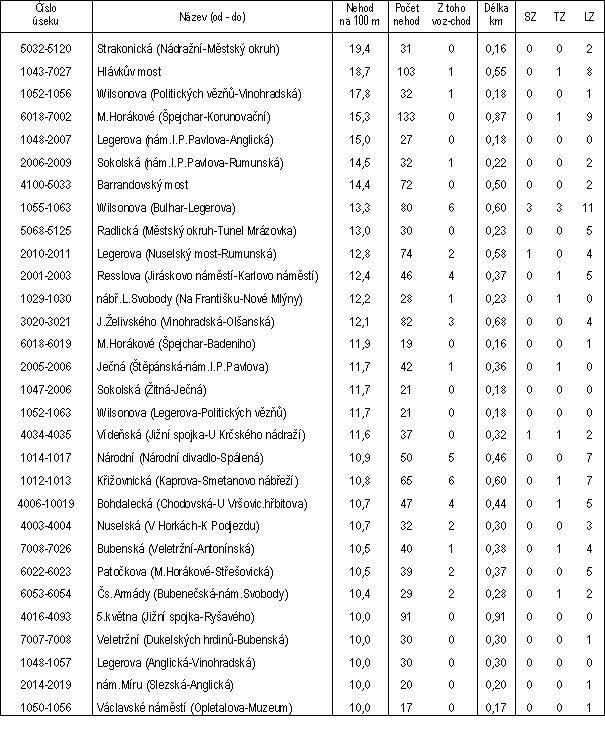 Číslo úseku Název (od - do) Nehod na 100 m Počet nehod Z toho voz-chod Délka km SZ TZ LZ
5032-5120 Strakonická (Nádražní-Městský okruh) 19,4 31 0 0,16 0 0 2
1043-7027 Hlávkův most 18,7 103 1 0,55 0 1 8
1052-1056 Wilsonova (Politických vězňů-Vinohradská) 17,8 32 1 0,18 0 0 1
6018-7002 M.Horákové (Špejchar-Korunovační) 15,3 133 0 0,87 0 1 9
1048-2007 Legerova (nám.I.P.Pavlova-Anglická) 15,0 27 0 0,18 0 0 0
2006-2009 Sokolská (nám.I.P.Pavlova-Rumunská) 14,5 32 1 0,22 0 0 2
4100-5033 Barrandovský most 14,4 72 0 0,50 0 0 2
1055-1063 Wilsonova (Bulhar-Legerova) 13,3 80 6 0,60 3 3 11
5068-5125 Radlická (Městský okruh-Tunel Mrázovka) 13,0 30 0 0,23 0 0 5
2010-2011 Legerova (Nuselský most-Rumunská) 12,8 74 2 0,58 1 0 4
2001-2003 Resslova (Jiráskovo náměstí-Karlovo náměstí) 12,4 46 4 0,37 0 1 5
1029-1030 nábř.L.Svobody (Na Františku-Nové Mlýny) 12,2 28 1 0,23 0 1 0
3020-3021 J.Želivského (Vinohradská-Olšanská) 12,1 82 3 0,68 0 0 4
6018-6019 M.Horákové (Špejchar-Badeniho) 11,9 19 0 0,16 0 0 1
2005-2006 Ječná (Štěpánská-nám.I.P.Pavlova) 11,7 42 1 0,36 0 1 0
1047-2006 Sokolská (Žitná-Ječná) 11,7 21 0 0,18 0 0 0
1052-1063 Wilsonova (Legerova-Politických vězňů) 11,7 21 0 0,18 0 0 0
4034-4035 Vídeňská (Jižní spojka-U Krčského nádraží) 11,6 37 0 0,32 1 1 2
1014-1017 Národní (Národní divadlo-Spálená) 10,9 50 5 0,46 0 0 7
1012-1013 Křižovnická (Kaprova-Smetanovo nábřeží) 10,8 65 6 0,60 0 1 7
4006-10019 Bohdalecká (Chodovská-U Vršovic.hřbitova) 10,7 47 4 0,44 0 1 5
4003-4004 Nuselská (V Horkách-K Podjezdu) 10,7 32 2 0,30 0 0 3
7008-7026 Bubenská (Veletržní-Antonínská) 10,5 40 1 0,38 0 1 4
6022-6023 Patočkova (M.Horákové-Střešovická) 10,5 39 2 0,37 0 0 5
6053-6054 Čs.Armády (Bubenečská-nám.Svobody) 10,4 29 2 0,28 0 1 2
4016-4093 5.května (Jižní spojka-Ryšavého) 10,0 91 0 0,91 0 0 0
7007-7008 Veletržní (Dukelských hrdinů-Bubenská) 10,0 30 0 0,30 0 0 1
1048-1057 Legerova (Anglická-Vinohradská) 10,0 30 0 0,30 0 0 0
2014-2019 nám.Míru (Slezská-Anglická) 10,0 20 0 0,20 0 0 1
1050-1056 Václavské náměstí (Opletalova-Muzeum) 10,0 17 0 0,17 0 0 1